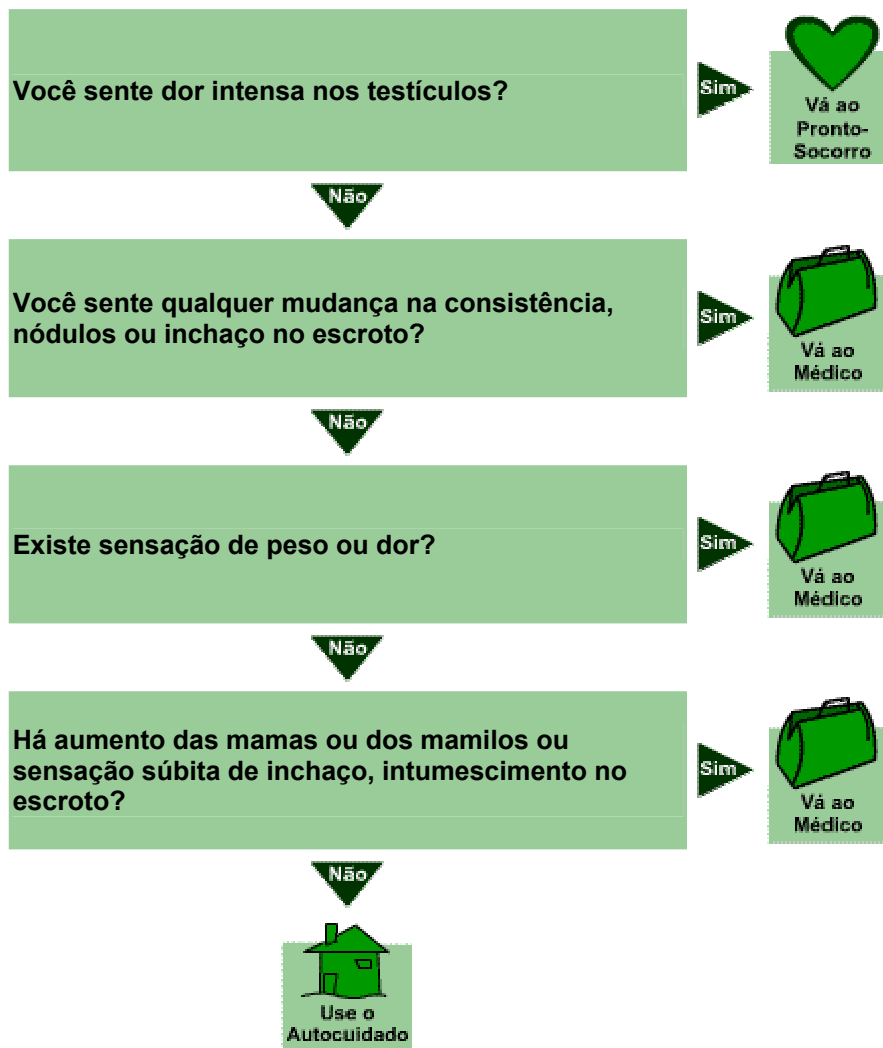 Você sente dor intensa nos testículos?
Sim
Vá ao
Pronto-
Socorro
Não
Você sente qualquer mudança na consistência,
nódulos ou inchaço no escroto?
Sim
Vá ao
Médico
Não
Existe sensação de peso ou dor?
Sim
Vá ao
Médico
Não
Há aumento das mamas ou dos mamilos ou
sensação súbita de inchaço, intumescimento no
escroto?
Sim
Vá ao
Médico
Não
Use o
Autocuidado